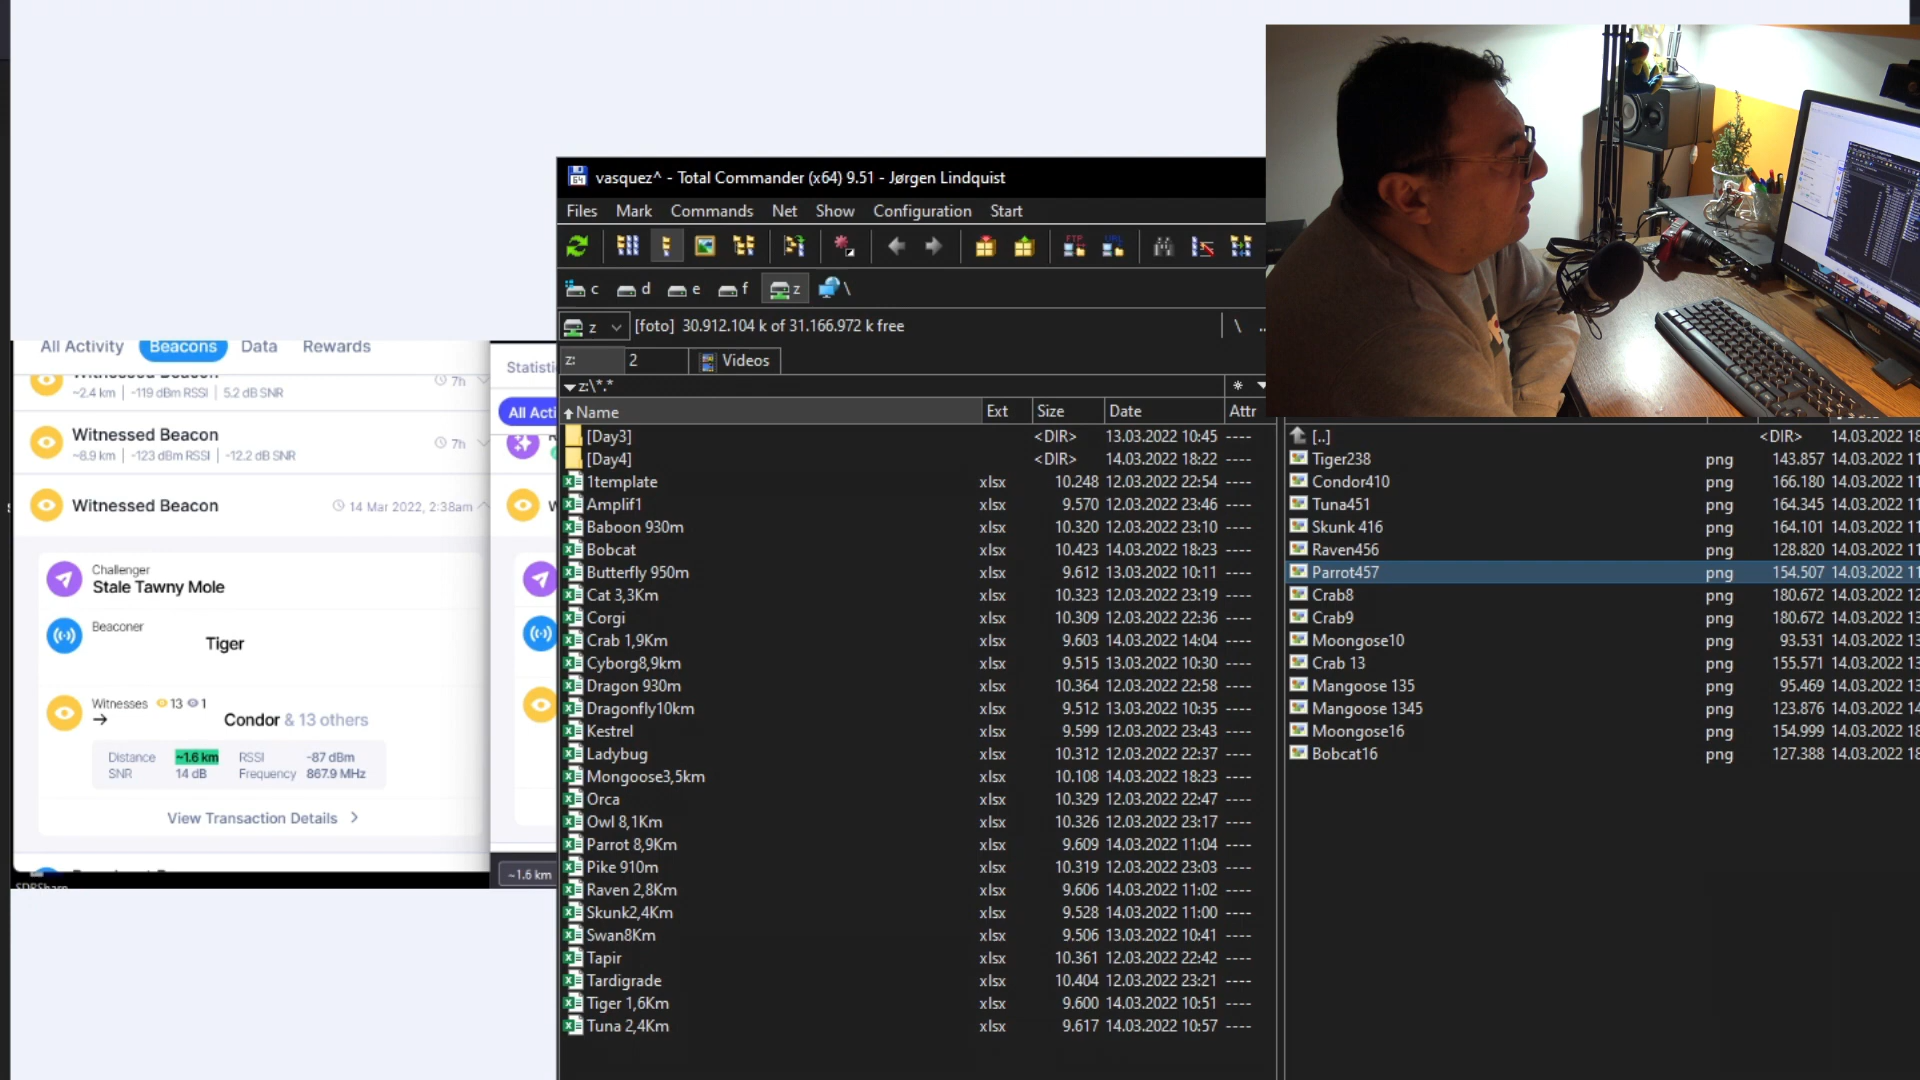 vasquez^ - Total Commander (x64) 9.51 - Jørgen Lindquist
Files Mark Commands Net Show Configuration Start
c d e f z \
z [foto] 30.912.104 k of 31.166.972 k free \ ..
z: 2 Videos
z:\*.* *
Name Ext Size Date Attr
[Day3] <DIR> 13.03.2022 10:45 ----
[Day4] <DIR> 14.03.2022 18:22 ----
1template xlsx 10.248 12.03.2022 22:54 ----
Amplif1 xlsx 9.570 12.03.2022 23:46 ----
Baboon 930m xlsx 10.320 12.03.2022 23:10 ----
Bobcat xlsx 10.423 14.03.2022 18:23 ----
Butterfly 950m xlsx 9.612 13.03.2022 10:11 ----
Cat 3,3Km xlsx 10.323 12.03.2022 23:19 ----
Corgi xlsx 10.309 12.03.2022 22:36 ----
Crab 1,9Km xlsx 9.603 14.03.2022 14:04 ----
Cyborg8,9km xlsx 9.515 13.03.2022 10:30 ----
Dragon 930m xlsx 10.364 12.03.2022 22:58 ----
Dragonfly10km xlsx 9.512 13.03.2022 10:35 ----
Kestrel xlsx 9.599 12.03.2022 23:43 ----
Ladybug xlsx 10.312 12.03.2022 22:37 ----
Mongoose3,5km xlsx 10.108 14.03.2022 18:23 ----
Orca xlsx 10.329 12.03.2022 22:47 ----
Owl 8,1Km xlsx 10.326 12.03.2022 23:17 ----
Parrot 8,9Km xlsx 9.609 14.03.2022 11:04 ----
Pike 910m xlsx 10.319 12.03.2022 23:03 ----
Raven 2,8Km xlsx 9.606 14.03.2022 11:02 ----
Skunk2,4Km xlsx 9.528 14.03.2022 11:00 ----
Swan8Km xlsx 9.506 13.03.2022 10:41 ----
Tapir xlsx 10.361 12.03.2022 22:42 ----
Tardigrade xlsx 10.404 12.03.2022 23:21 ----
Tiger 1,6Km xlsx 9.600 14.03.2022 10:51 ----
Tuna 2,4Km xlsx 9.617 14.03.2022 10:57 ----
[..] <DIR> 14.03.2022 18
Tiger238 png 143.857 14.03.2022 11
Condor410 png 166.180 14.03.2022 11
Tuna451 png 164.345 14.03.2022 11
Skunk 416 png 164.101 14.03.2022 11
Raven456 png 128.820 14.03.2022 11
Parrot457 png 154.507 14.03.2022 11
Crab8 png 180.672 14.03.2022 12
Crab9 png 180.672 14.03.2022 13
Moongose10 png 93.531 14.03.2022 13
Crab 13 png 155.571 14.03.2022 13
Mangoose 135 png 95.469 14.03.2022 13
Mangoose 1345 png 123.876 14.03.2022 14
Moongose16 png 154.999 14.03.2022 18
Bobcat16 png 127.388 14.03.2022 18
All Activity Beacons Data Rewards
Witnessed Beacon 7h
~2.4 km | -119 dBm RSSI | 5.2 dB SNR
Witnessed Beacon 7h
~8.9 km | -123 dBm RSSI | -12.2 dB SNR
Witnessed Beacon 14 Mar 2022, 2:38am
Challenger
Stale Tawny Mole
Beaconer
Tiger
Witnesses 13 1
Condor & 13 others
Distance ~1.6 km RSSI -87 dBm
SNR 14 dB Frequency 867.9 MHz
View Transaction Details
Statisti
All Acti
~1.6 km